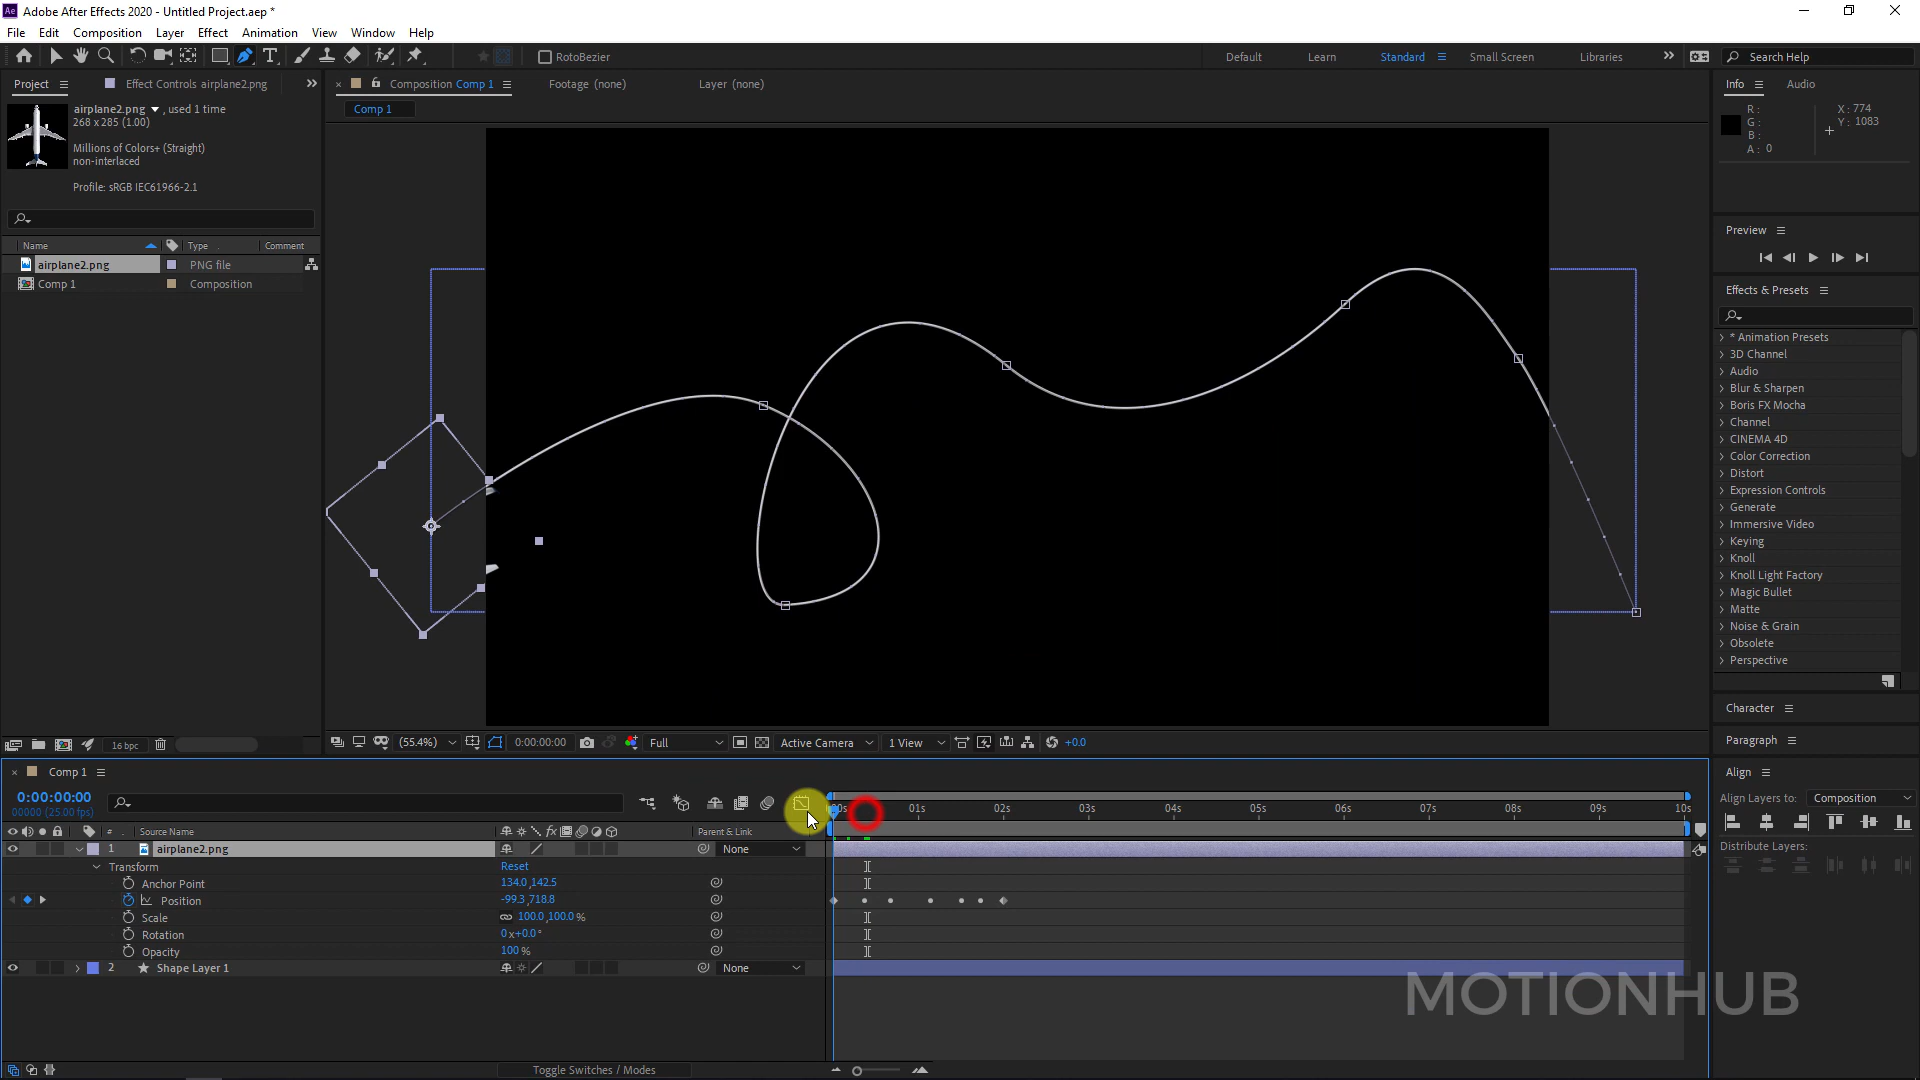 Ae Adobe After Effects 2020 - Untitled Project.aep *
File Edit Composition Layer Effect Animation View Window Help
RotoBezier
Default Learn Standard Small Screen Libraries
Search Help
Project Effect Controls airplane2.png
Composition Comp 1 Footage (none) Layer (none)
Comp 1
airplane2.png , used 1 time
268 x 285 (1.00)
Millions of Colors+ (Straight)
non-interlaced
Profile: sRGB IEC61966-2.1
Name Type Comment
airplane2.png PNG file
Comp 1 Composition
16 bpc
(55.4%) 0:00:00:00 Full Active Camera 1 View +0.0
Info Audio
R :
G :
B :
A : 0
X : 774
Y : 1083
Preview
Effects & Presets
* Animation Presets
3D Channel
Audio
Blur & Sharpen
Boris FX Mocha
Channel
CINEMA 4D
Color Correction
Distort
Expression Controls
Generate
Immersive Video
Keying
Knoll
Knoll Light Factory
Magic Bullet
Matte
Noise & Grain
Obsolete
Perspective
Character
Paragraph
Align
Align Layers to: Composition
Distribute Layers:
Comp 1
0:00:00:00
00000 (25.00 fps)
01s 02s 03s 04s 05s 06s 07s 08s 09s 10s
# Source Name Parent & Link
1 airplane2.png None
Transform Reset
Anchor Point 134.0,142.5
Position -99.3,718.8
Scale 100.0,100.0 %
Rotation 0x+0.0°
Opacity 100 %
2 Shape Layer 1 None
Toggle Switches / Modes
MOTIONHUB